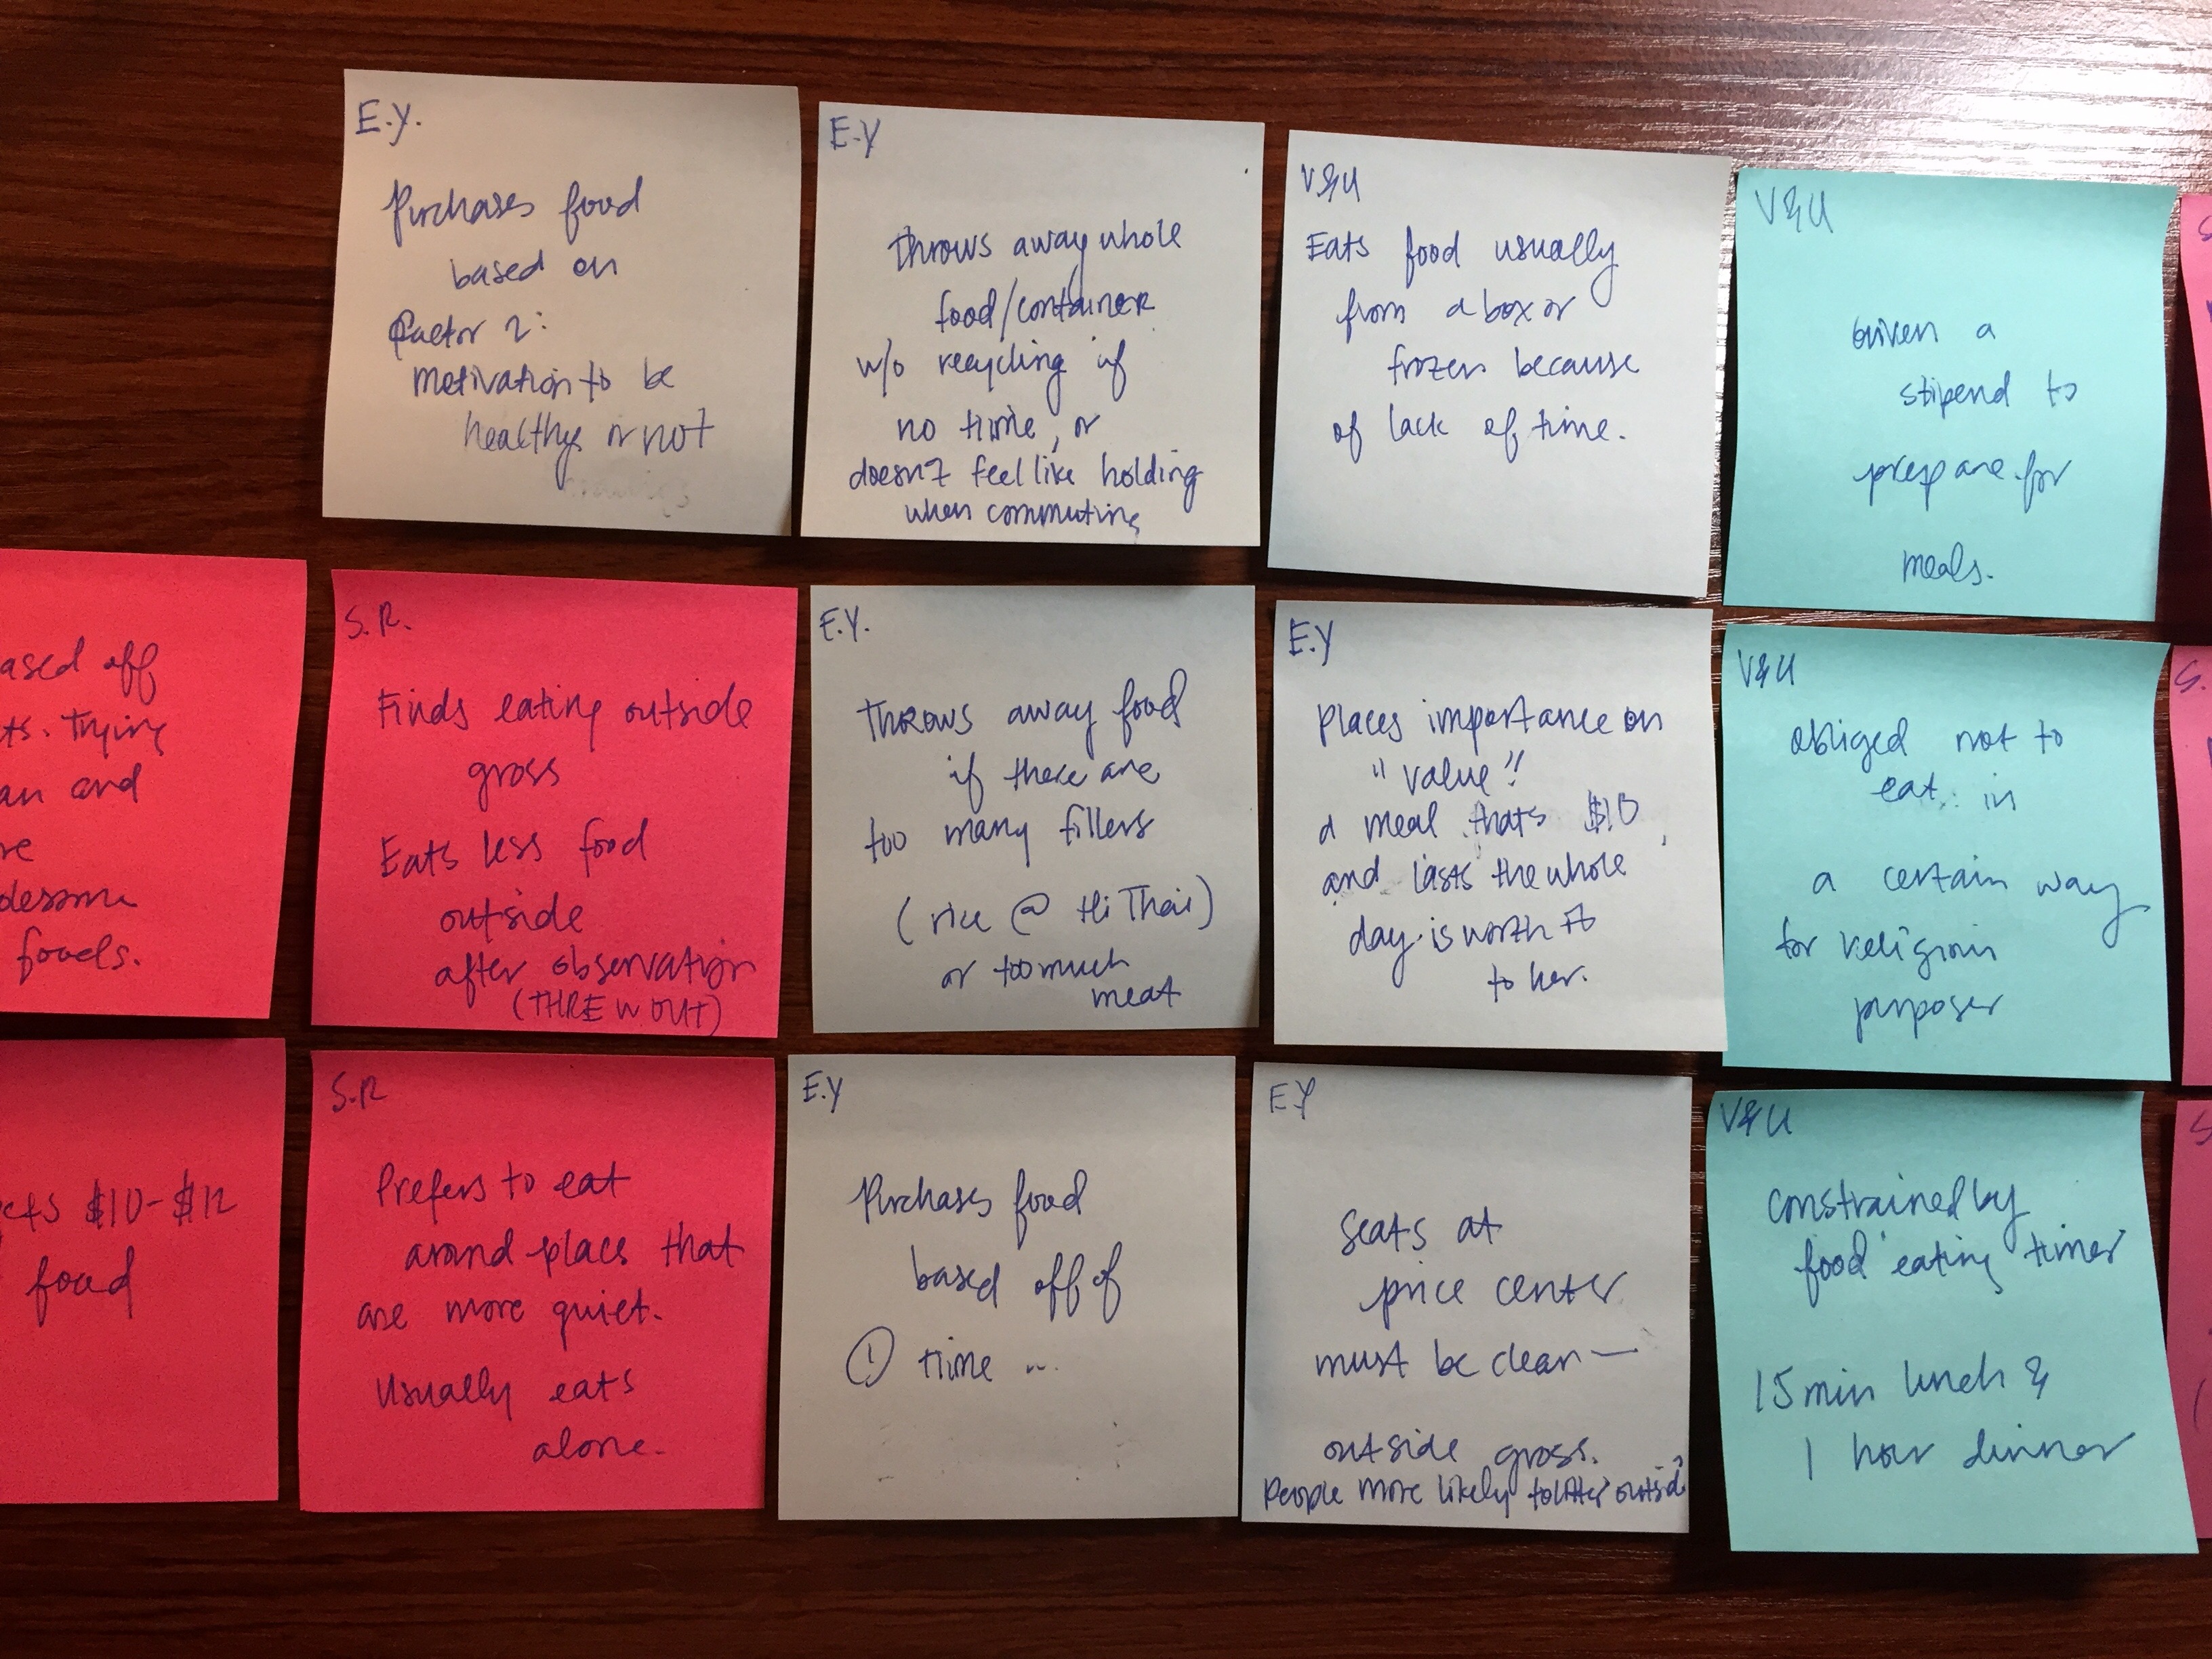 E.Y.
Purchases food
based on
factor 2:
motivation to be
healthy or not
E.Y
Throws away whole
food/container
w/o recycling if
no time, or
doesn't feel like holding
when commuting
V&U
Eats food usually
from a box or
frozen because
of lack of time.
V&U
Given a
stipend to
prepare for
meals.
ased off
ts. Trying
an and
re
lesome
foods.
S.R.
Finds eating outside
gross
Eats less food
outside
after observation
(THREW OUT)
E.Y.
Throws away food
if there are
too many fillers
(rice @ Hi Thai)
or too much
meat
E.Y
Places importance on
"value"
a meal thats $10
and lasts the whole
day is worth it
to her.
V&U
obliged not to
eat in
a certain way
for religion
purposes
S.
cts $10-$12
food
S.R
Prefers to eat
around places that
are more quiet.
Usually eats
alone.
E.Y
Purchases food
based off of
① time ...
E.Y
Seats at
price center
must be clean —
outside gross.
People more likely to litter outside
V&U
constrained by
food eating times
15 min lunch &
1 hour dinner